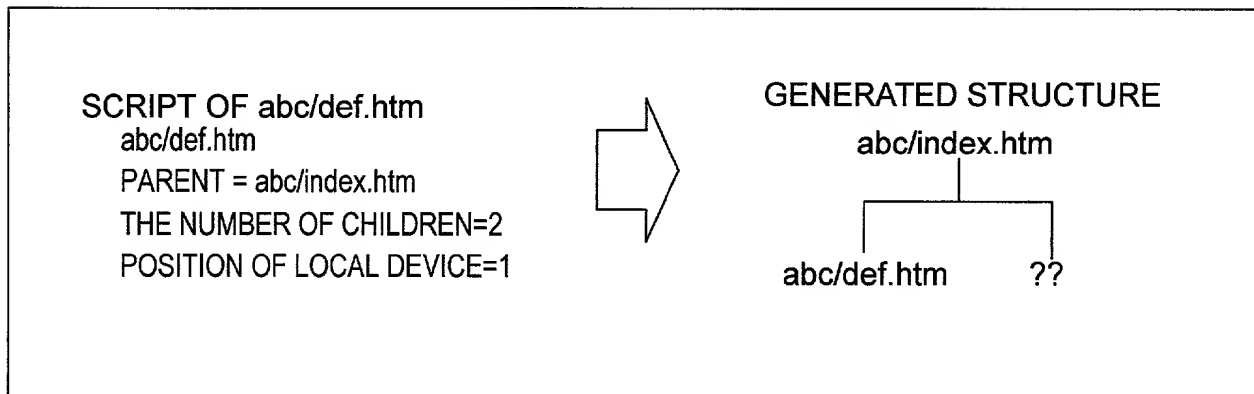 SCRIPT OF abc/def.htm
abc/def.htm
PARENT = abc/index.htm
THE NUMBER OF CHILDREN=2
POSITION OF LOCAL DEVICE=1
GENERATED STRUCTURE
abc/index.htm
abc/def.htm ??